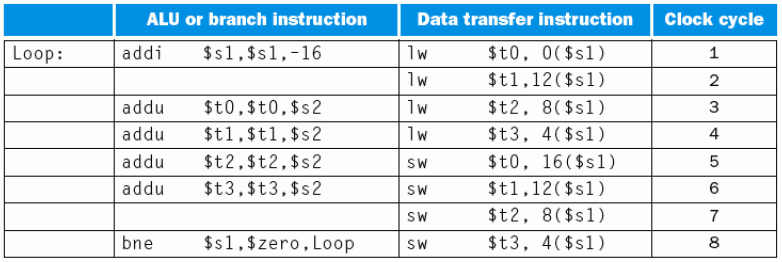 ALU or branch instruction Data transfer instruction Clock cycle
Loop: addi $s1,$s1,-16 lw $t0, 0($s1) 1
lw $t1,12($s1) 2
addu $t0,$t0,$s2 lw $t2, 8($s1) 3
addu $t1,$t1,$s2 lw $t3, 4($s1) 4
addu $t2,$t2,$s2 sw $t0, 16($s1) 5
addu $t3,$t3,$s2 sw $t1,12($s1) 6
sw $t2, 8($s1) 7
bne $s1,$zero,Loop sw $t3, 4($s1) 8